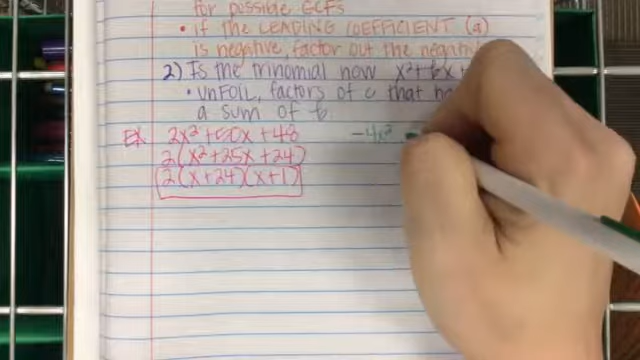 for possible GCFs
• if the LEADING COEFFICIENT (a)
is negative, factor out the negative
2) Is the trinomial now x²+bx+
• unFOIL, factors of c that ha
a sum of b
EX 2x²+50x+48
2(x²+25x+24)
2(x+24)(x+1)
-4x²